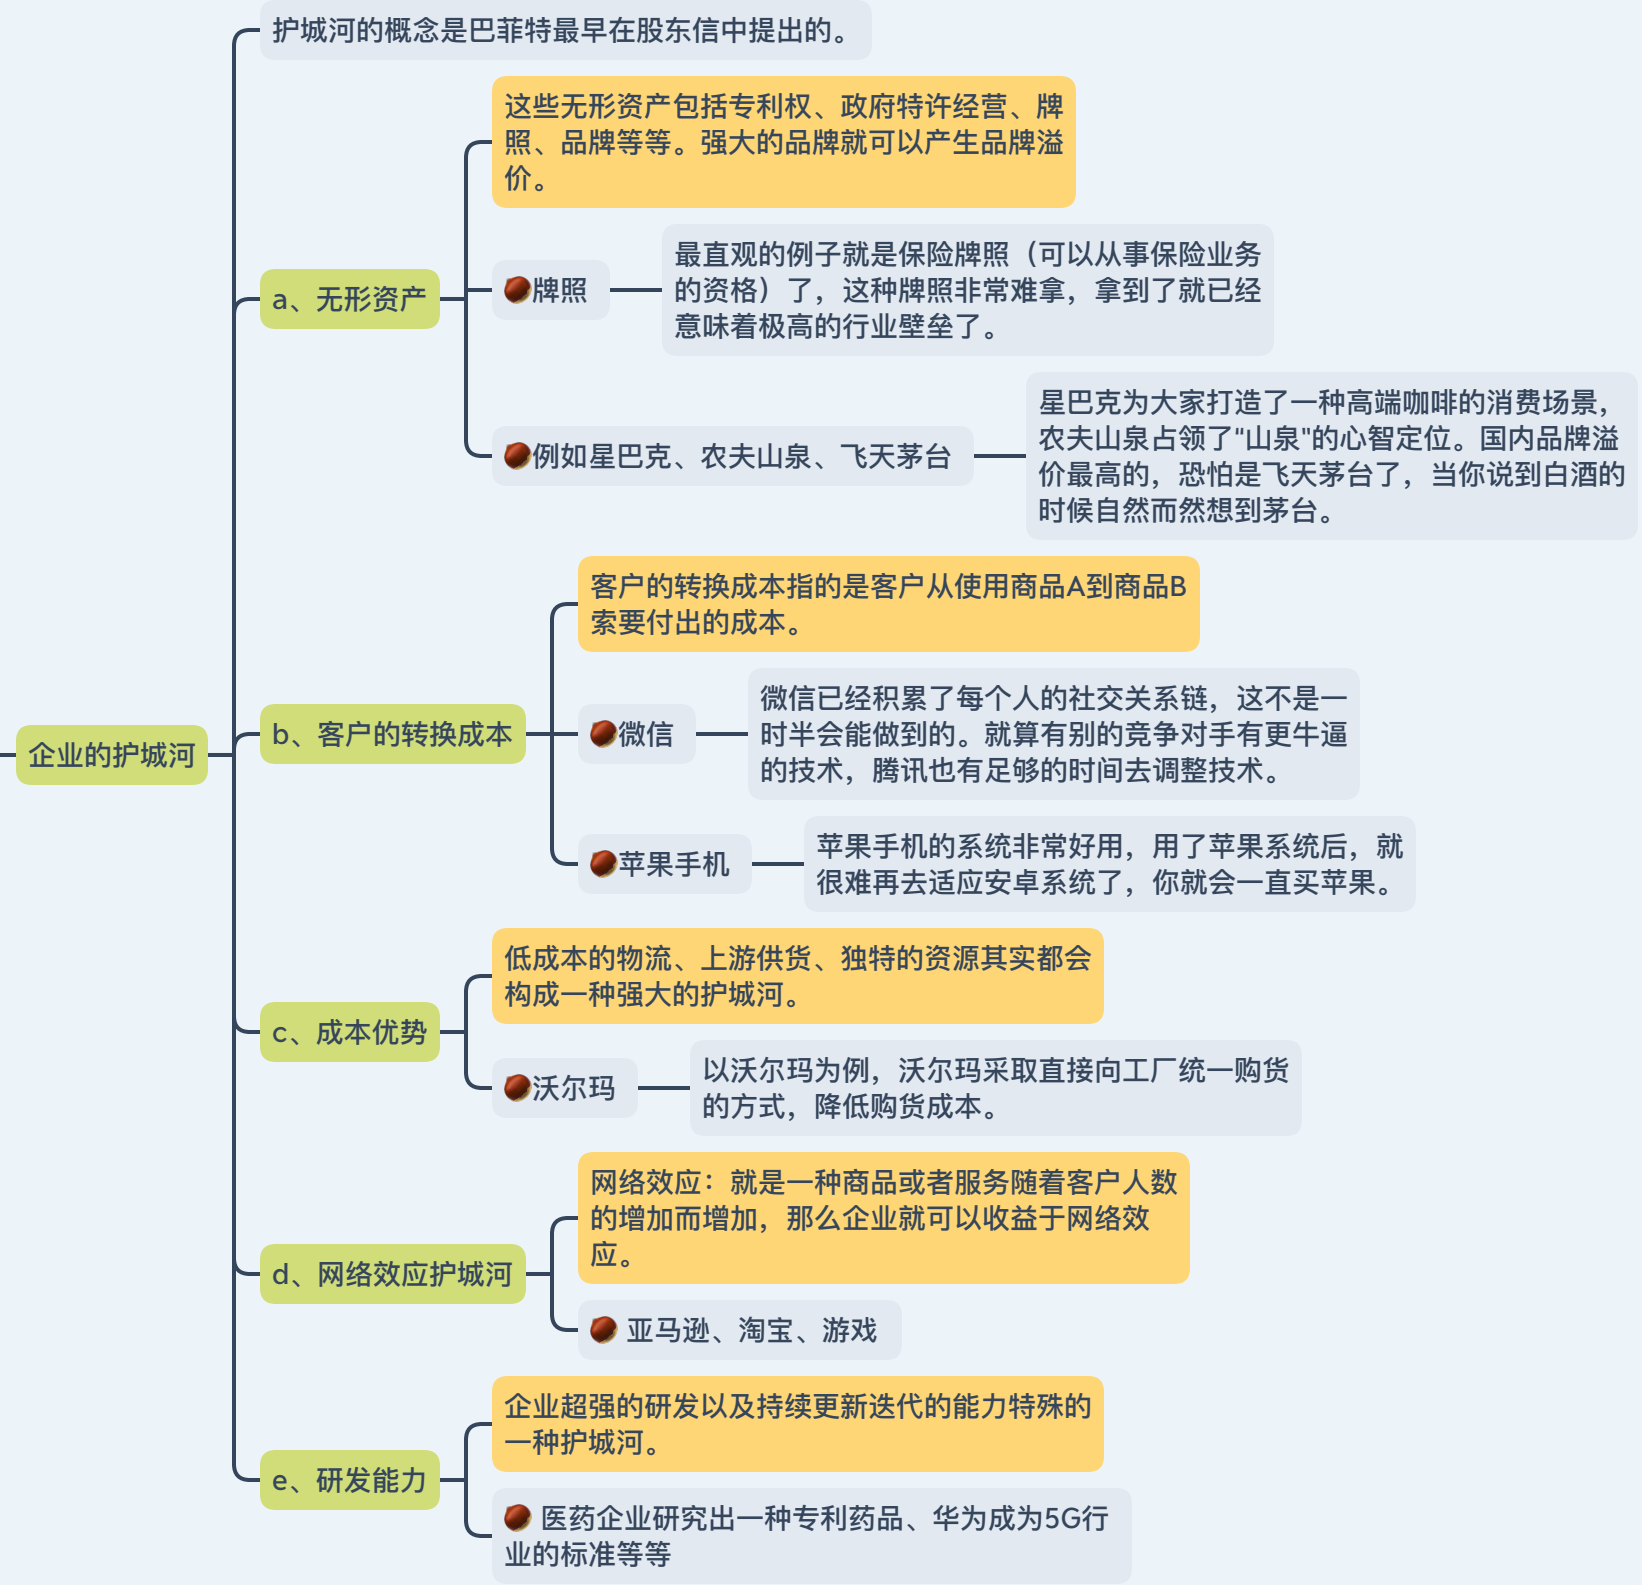 护城河的概念是巴菲特最早在股东信中提出的。
这些无形资产包括专利权、政府特许经营、牌
照、品牌等等。强大的品牌就可以产生品牌溢
价。
a、无形资产
牌照
最直观的例子就是保险牌照（可以从事保险业务
的资格）了，这种牌照非常难拿，拿到了就已经
意味着极高的行业壁垒了。
例如星巴克、农夫山泉、飞天茅台
星巴克为大家打造了一种高端咖啡的消费场景，
农夫山泉占领了“山泉”的心智定位。国内品牌溢
价最高的，恐怕是飞天茅台了，当你说到白酒的
时候自然而然想到茅台。
企业的护城河
b、客户的转换成本
客户的转换成本指的是客户从使用商品A到商品B
索要付出的成本。
微信
微信已经积累了每个人的社交关系链，这不是一
时半会能做到的。就算有别的竞争对手有更牛逼
的技术，腾讯也有足够的时间去调整技术。
苹果手机
苹果手机的系统非常好用，用了苹果系统后，就
很难再去适应安卓系统了，你就会一直买苹果。
c、成本优势
低成本的物流、上游供货、独特的资源其实都会
构成一种强大的护城河。
沃尔玛
以沃尔玛为例，沃尔玛采取直接向工厂统一购货
的方式，降低购货成本。
d、网络效应护城河
网络效应：就是一种商品或者服务随着客户人数
的增加而增加，那么企业就可以收益于网络效
应。
亚马逊、淘宝、游戏
e、研发能力
企业超强的研发以及持续更新迭代的能力特殊的
一种护城河。
医药企业研究出一种专利药品、华为成为5G行
业的标准等等